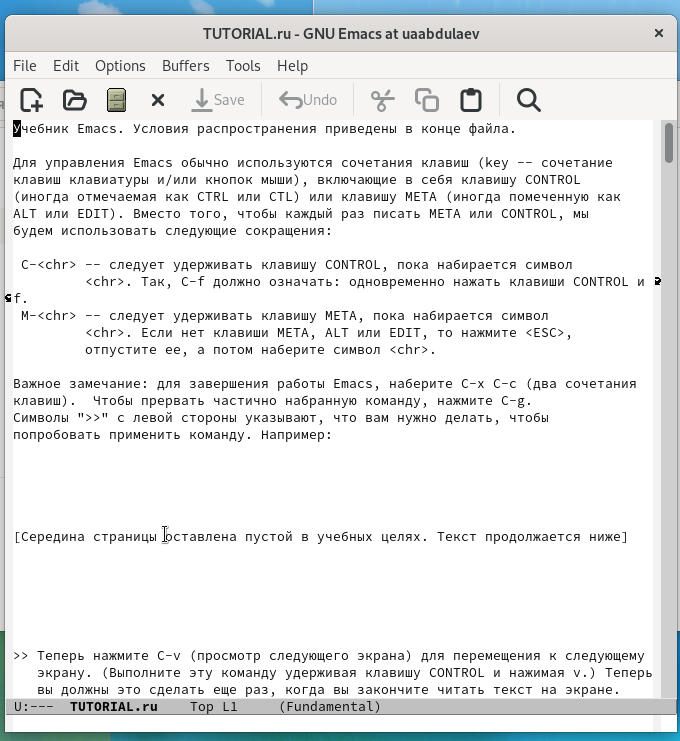 TUTORIAL.ru - GNU Emacs at uaabdulaev
File Edit Options Buffers Tools Help
Save Undo
Учебник Emacs. Условия распространения приведены в конце файла.
Для управления Emacs обычно используются сочетания клавиш (key -- сочетание
клавиш клавиатуры и/или кнопок мыши), включающие в себя клавишу CONTROL
(иногда отмечаемая как CTRL или CTL) или клавишу META (иногда помеченную как
ALT или EDIT). Вместо того, чтобы каждый раз писать META или CONTROL, мы
будем использовать следующие сокращения:
C-<chr> -- следует удерживать клавишу CONTROL, пока набирается символ
<chr>. Так, C-f должно означать: одновременно нажать клавиши CONTROL и
f.
M-<chr> -- следует удерживать клавишу META, пока набирается символ
<chr>. Если нет клавиши META, ALT или EDIT, то нажмите <ESC>,
отпустите ее, а потом наберите символ <chr>.
Важное замечание: для завершения работы Emacs, наберите C-x C-c (два сочетания
клавиш).  Чтобы прервать частично набранную команду, нажмите C-g.
Символы ">>" с левой стороны указывают, что вам нужно делать, чтобы
попробовать применить команду. Например:
[Середина страницы оставлена пустой в учебных целях. Текст продолжается ниже]
>> Теперь нажмите C-v (просмотр следующего экрана) для перемещения к следующему
экрану. (Выполните эту команду удерживая клавишу CONTROL и нажимая v.) Теперь
вы должны это сделать еще раз, когда вы закончите читать текст на экране.
U:--- TUTORIAL.ru Top L1 (Fundamental)